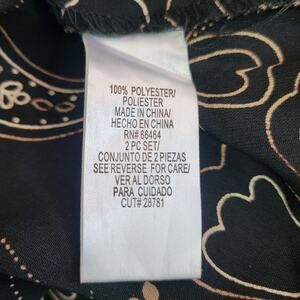 100% POLYESTER/
POLIESTER
MADE IN CHINA/
HECHO EN CHINA
RN# 66464
2 PC SET/
CONJUNTO DE 2 PIEZAS
SEE REVERSE FOR CARE/
VER AL DORSO
PARA CUIDADO
CUT# 28781